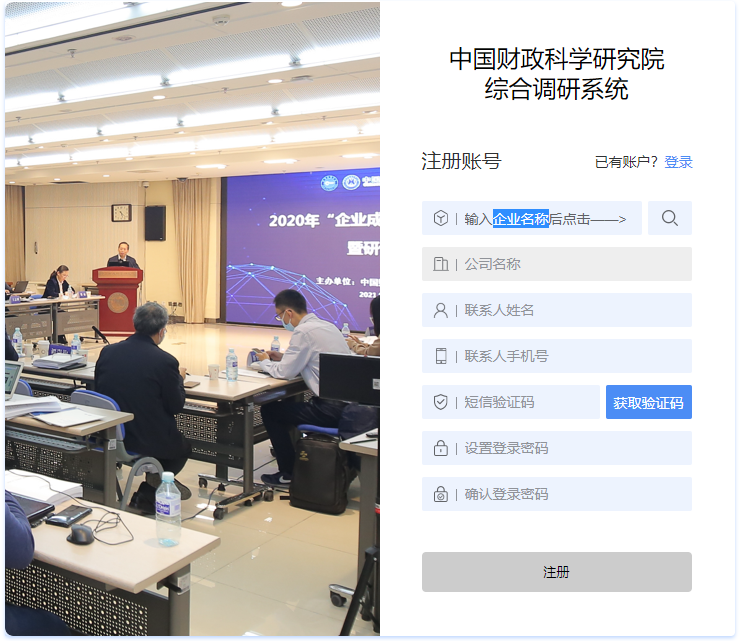 2020年“企业成
暨研
主办单位：中国
中国财政科学研究院
综合调研系统
注册账号
已有账户？登录
输入企业名称后点击——>
公司名称
联系人姓名
联系人手机号
短信验证码
获取验证码
设置登录密码
确认登录密码
注册